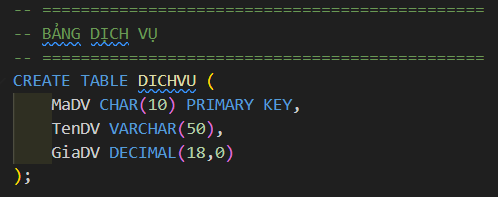 -- =============================================
-- BẢNG DỊCH VỤ
-- =============================================
CREATE TABLE DICHVU (
    MaDV CHAR(10) PRIMARY KEY,
    TenDV VARCHAR(50),
    GiaDV DECIMAL(18,0)
);